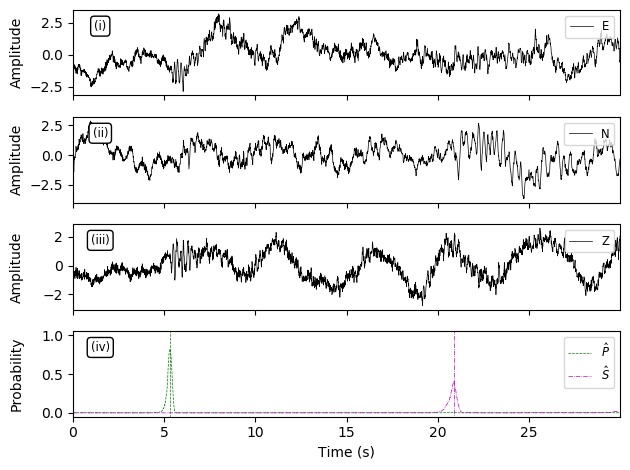 (i)
E
Amplitude
2.5
0.0
−2.5
(ii)
N
Amplitude
2.5
0.0
−2.5
(iii)
Z
Amplitude
2
0
−2
(iv)
P̂
Ŝ
Probability
1.0
0.5
0.0
0 5 10 15 20 25
Time (s)